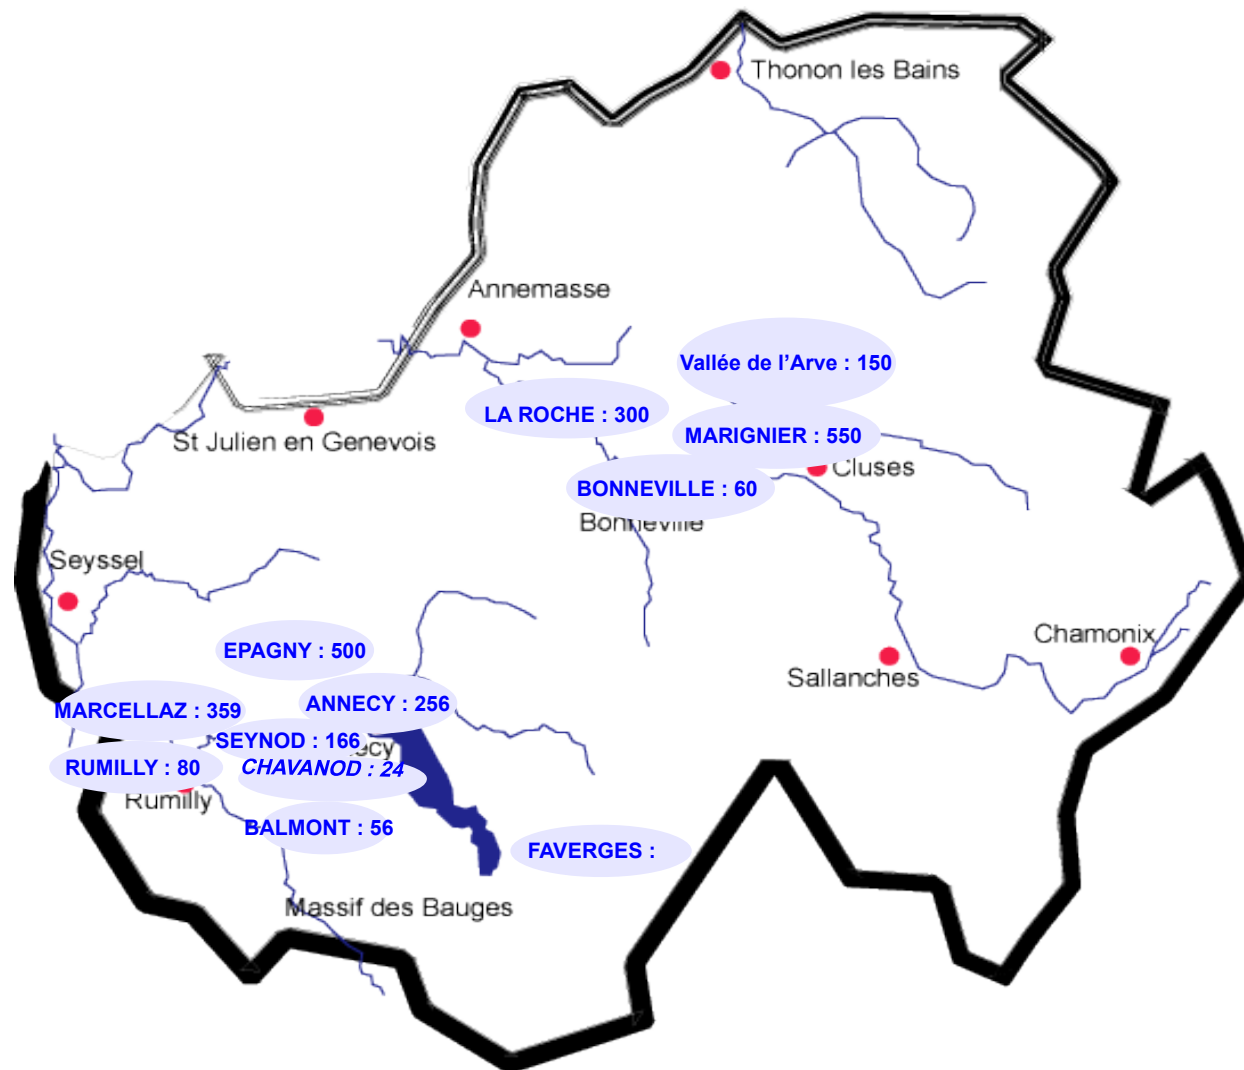 Thonon les Bains
Annemasse
Vallée de l’Arve : 150
LA ROCHE : 300
MARIGNIER : 550
St Julien en Genevois
Cluses
BONNEVILLE : 60
Bonneville
Seyssel
Chamonix
EPAGNY : 500
Sallanches
ANNECY : 256
MARCELLAZ : 359
SEYNOD : 166
ecy
RUMILLY : 80
CHAVANOD : 24
Rumilly
BALMONT : 56
FAVERGES :
Massif des Bauges